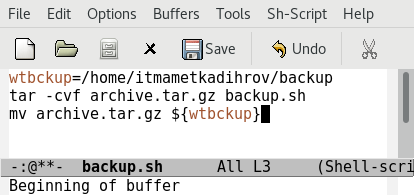 File Edit Options Buffers Tools Sh-Script Help
Save Undo
wtbckup=/home/itmametkadihrov/backup
tar -cvf archive.tar.gz backup.sh
mv archive.tar.gz ${wtbckup}
-:@**- backup.sh All L3 (Shell-scri
Beginning of buffer